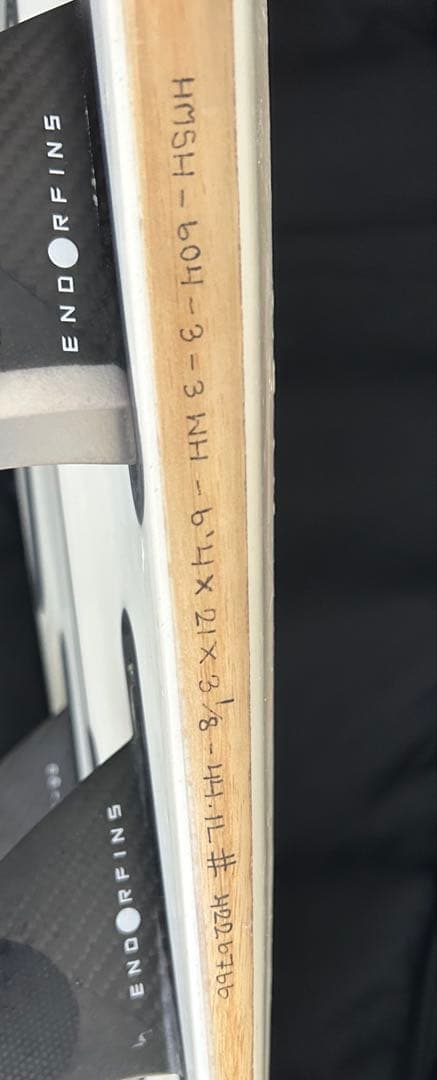 ENDORFINS
HMSH - 604 - 3 - 3 WH - 6'4 X 21 X 3 1/8 - 44.1L # 4226766
ENDORFINS